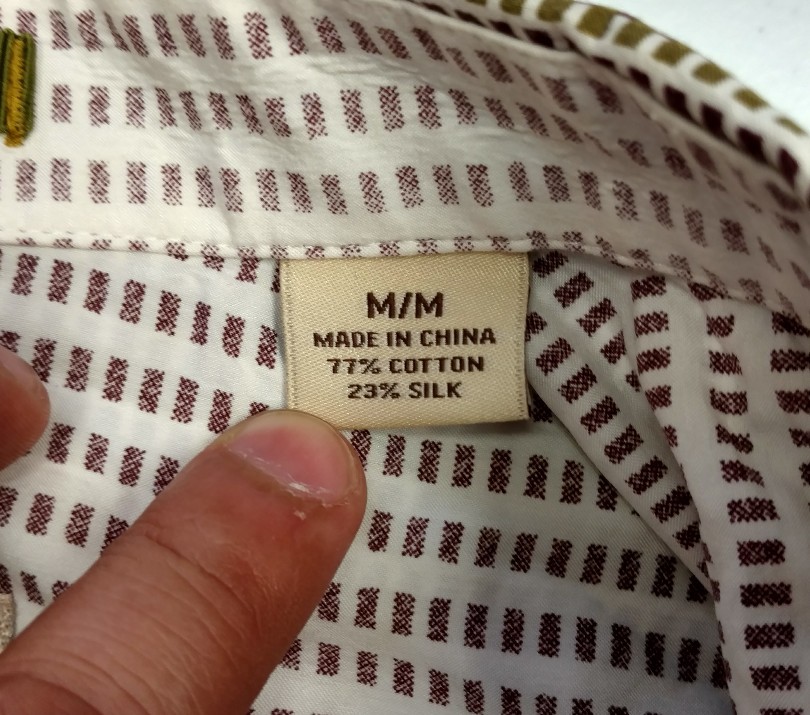 M/M
MADE IN CHINA
77% COTTON
23% SILK